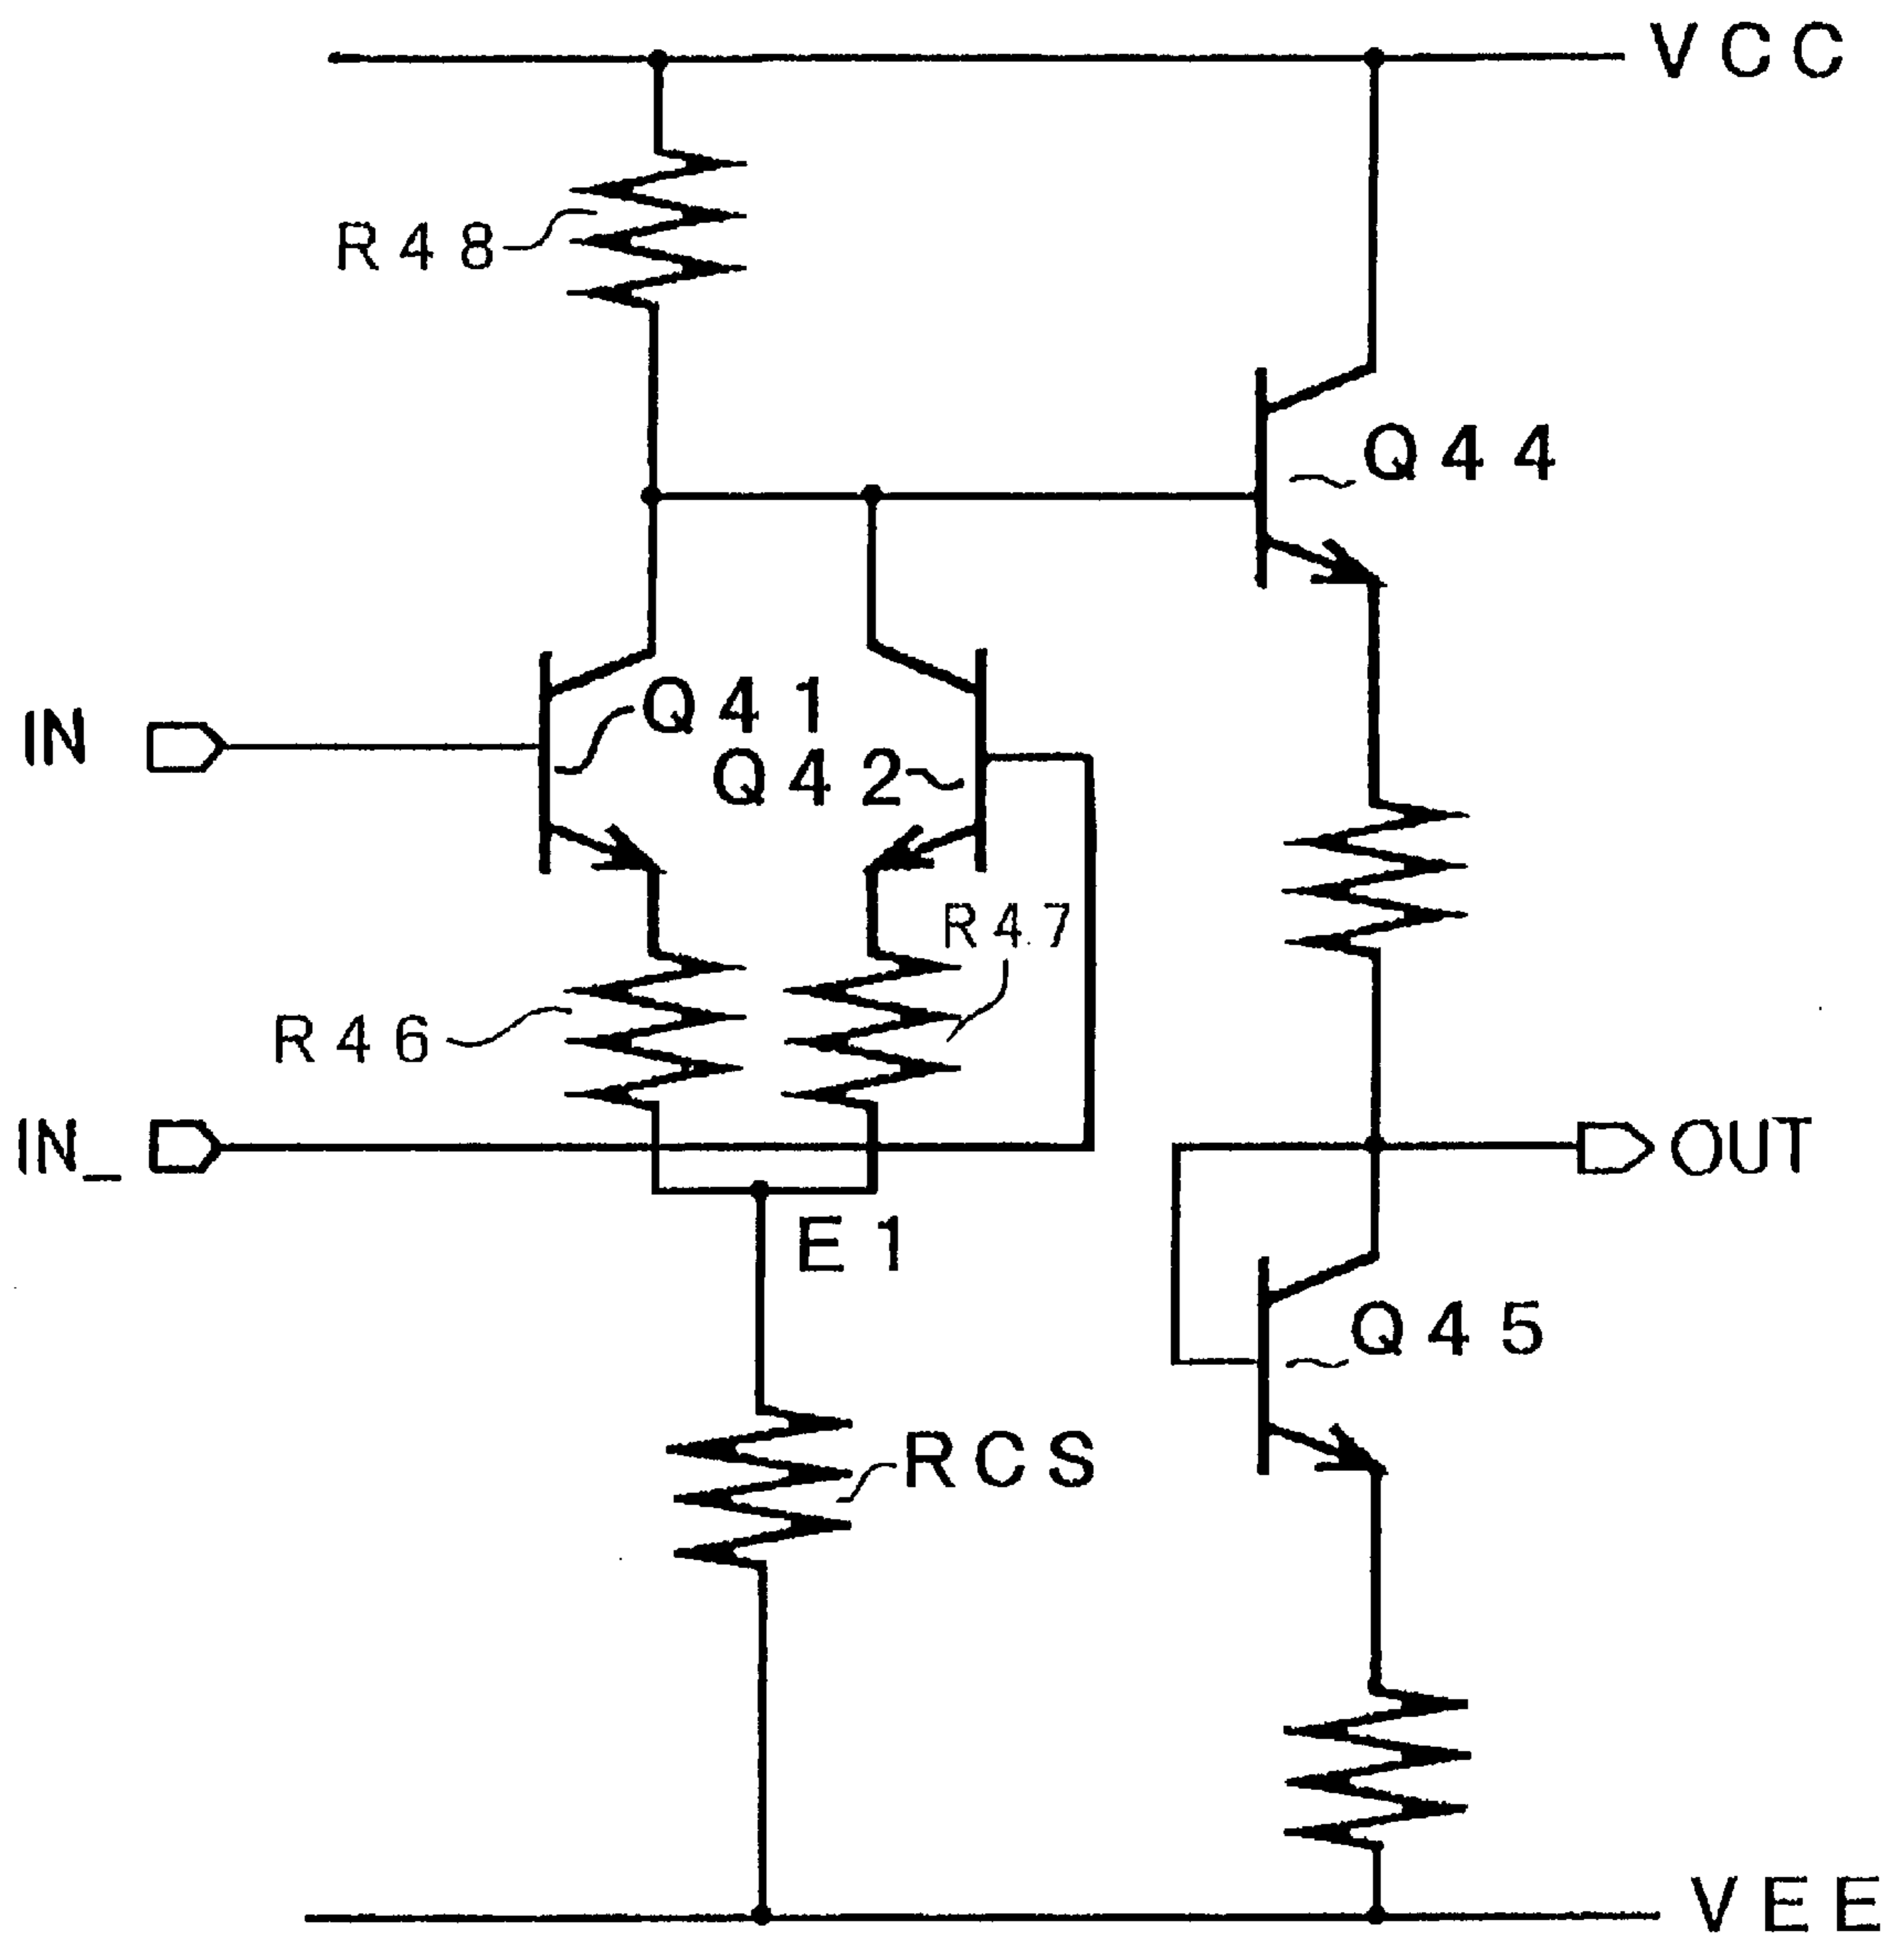 VCC
R48
Q44
IN
Q41
Q42
R47
R46
IN_
OUT
E1
Q45
RCS
VEE